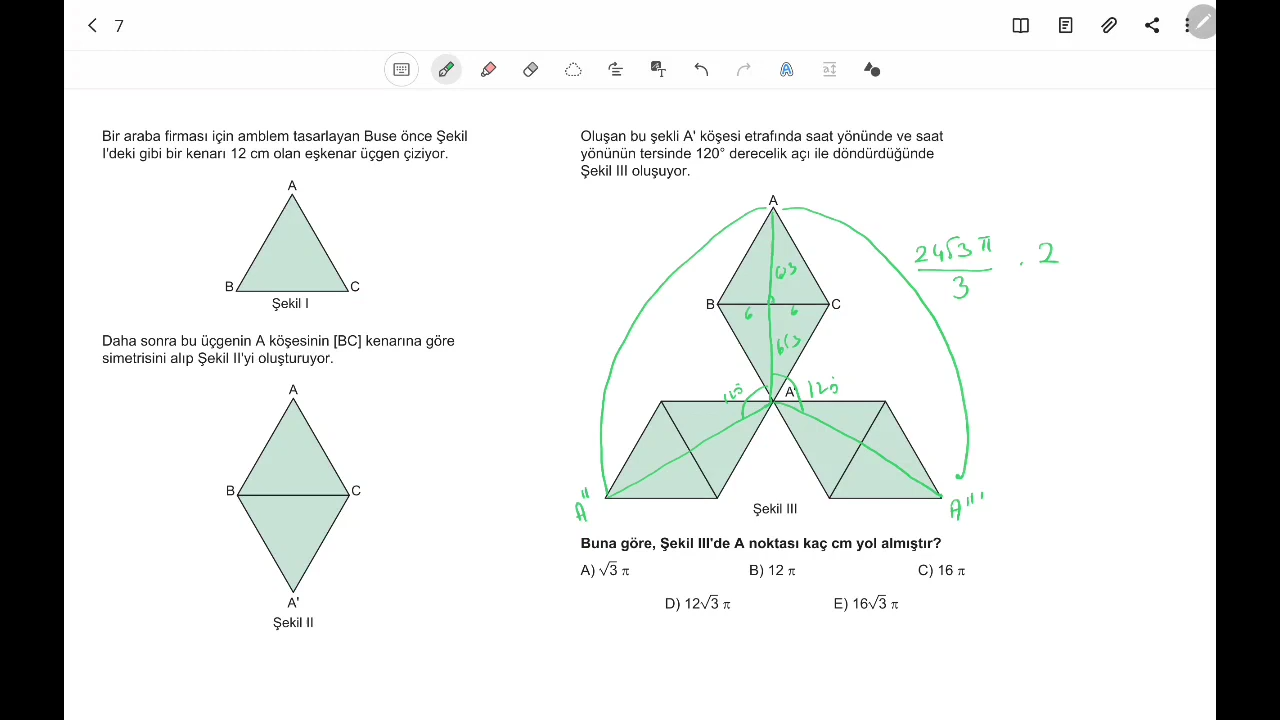 7
Bir araba firması için amblem tasarlayan Buse önce Şekil
I'deki gibi bir kenarı 12 cm olan eşkenar üçgen çiziyor.
A
B
C
Şekil I
Daha sonra bu üçgenin A köşesinin [BC] kenarına göre
simetrisini alıp Şekil II'yi oluşturuyor.
A
B
C
A'
Şekil II
Oluşan bu şekli A' köşesi etrafında saat yönünde ve saat
yönünün tersinde 120° derecelik açı ile döndürdüğünde
Şekil III oluşuyor.
A
B
C
6
6
6√3
A'
120°
120°
A''
A'''
24√3 π
3
. 2
Şekil III
Buna göre, Şekil III'de A noktası kaç cm yol almıştır?
A) √3 π
B) 12 π
C) 16 π
D) 12√3 π
E) 16√3 π